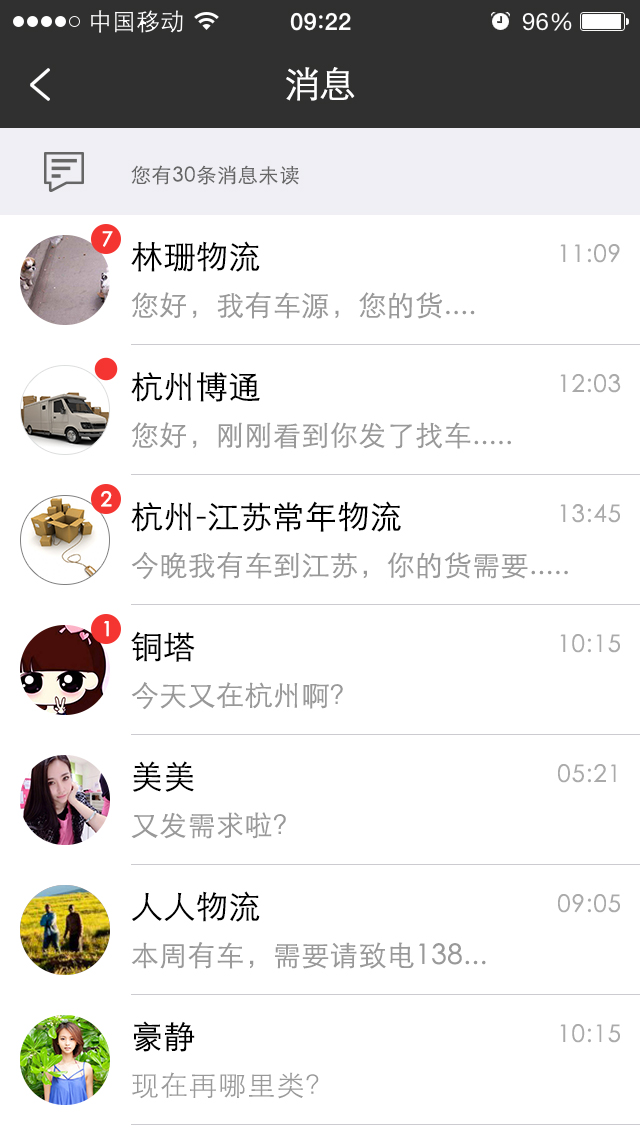 中国移动 09:22 96%
消息
您有30条消息未读
7
林珊物流 11:09
您好，我有车源，您的货....
杭州博通 12:03
您好，刚刚看到你发了找车.....
2
杭州-江苏常年物流 13:45
今晚我有车到江苏，你的货需要.....
1
铜塔 10:15
今天又在杭州啊?
美美 05:21
又发需求啦?
人人物流 09:05
本周有车，需要请致电138...
豪静 10:15
现在再哪里类?